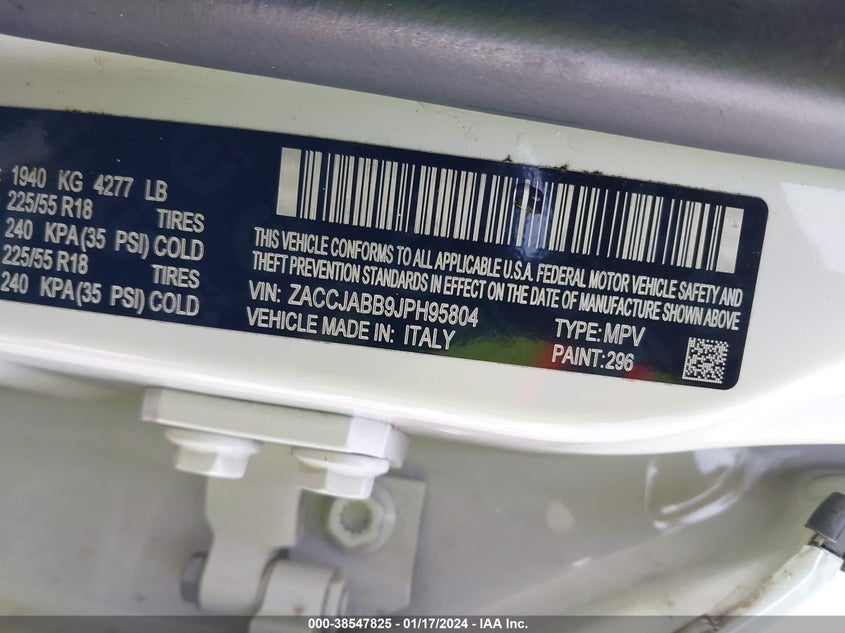 1940 KG 4277 LB
225/55 R18 TIRES
240 KPA(35 PSI) COLD
225/55 R18 TIRES
240 KPA(35 PSI) COLD
THIS VEHICLE CONFORMS TO ALL APPLICABLE U.S.A. FEDERAL MOTOR VEHICLE SAFETY AND
THEFT PREVENTION STANDARDS IN EFFECT ON THE DATE OF MANUFACTURE SHOWN ABOVE
VIN: ZACCJABB9JPH95804 TYPE: MPV
VEHICLE MADE IN: ITALY PAINT:296
000-38547825 - 01/17/2024 - IAA Inc.